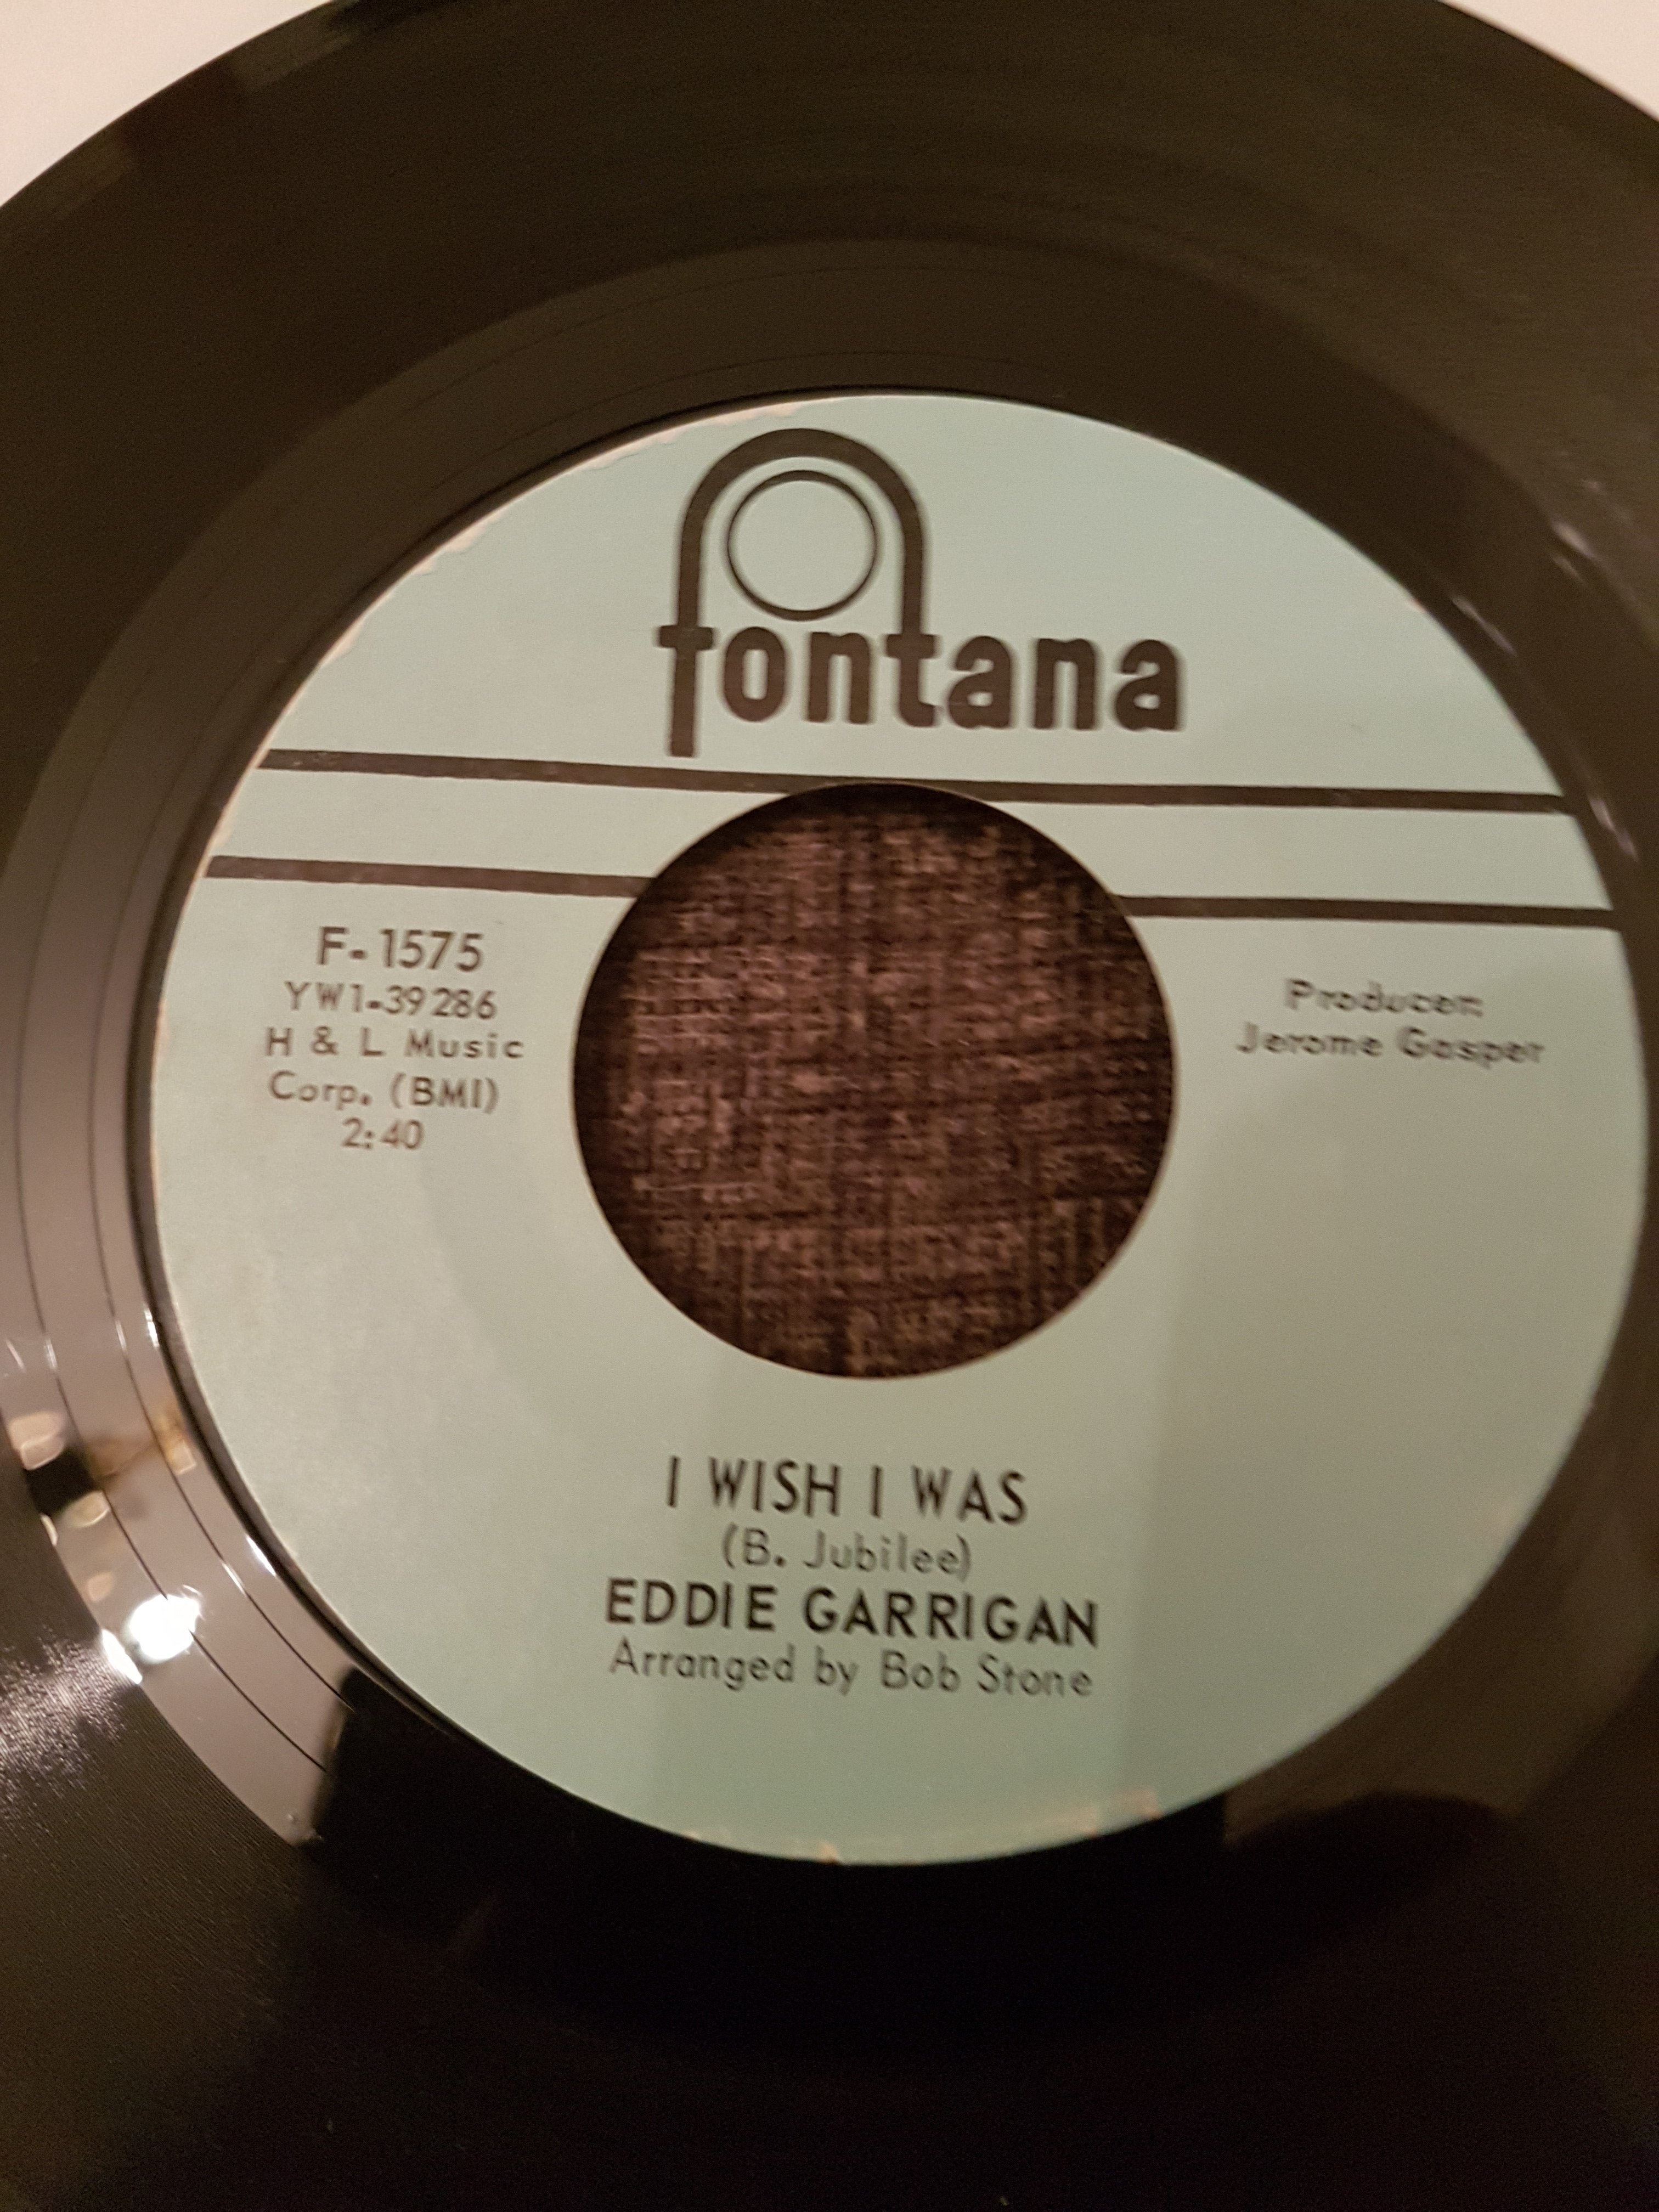 fontana
F-1575
YW1-39286
H & L Music
Corp. (BMI)
2:40
Producer:
Jerome Gasper
I WISH I WAS
(B. Jubilee)
EDDIE GARRIGAN
Arranged by Bob Stone